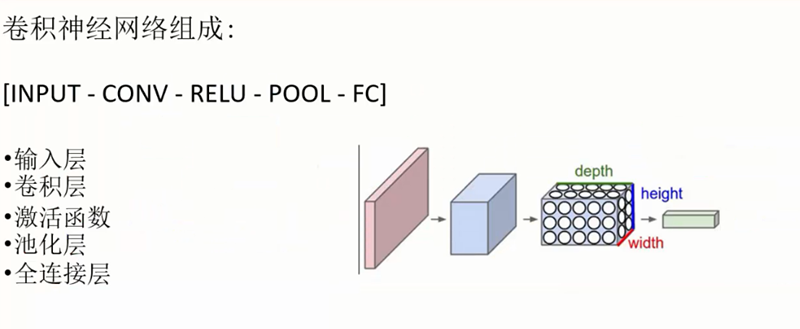 卷积神经网络组成：
[INPUT - CONV - RELU - POOL - FC]
•输入层
•卷积层
•激活函数
•池化层
•全连接层
depth
height
width